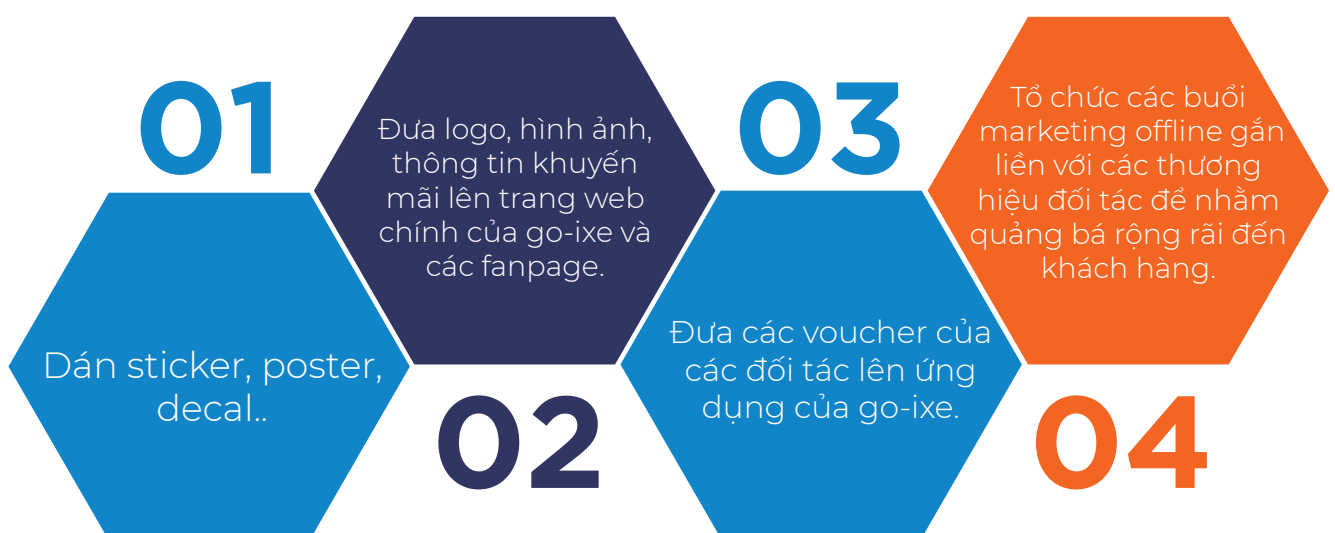 01
Dán sticker, poster,
decal..
Đưa logo, hình ảnh,
thông tin khuyến
mãi lên trang web
chính của go-ixe và
các fanpage.
02
03
Đưa các voucher của
các đối tác lên ứng
dụng của go-ixe.
Tổ chức các buổi
marketing offline gắn
liền với các thương
hiệu đối tác để nhằm
quảng bá rộng rãi đến
khách hàng.
04